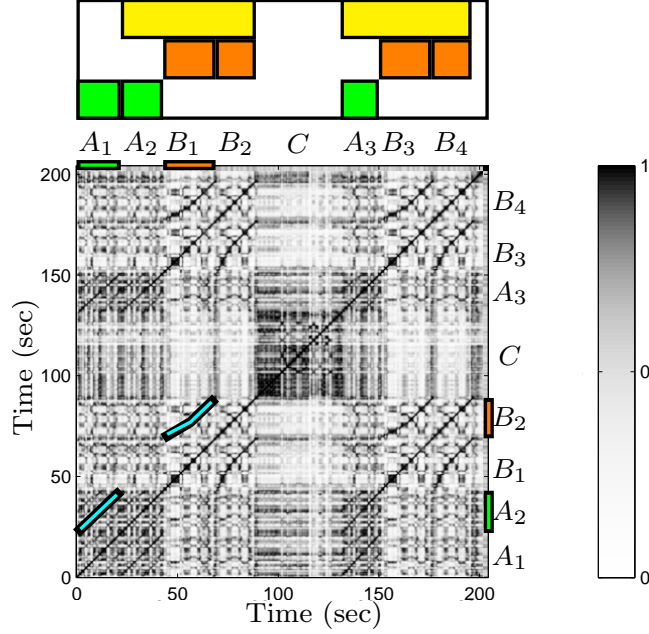 A₁ A₂ B₁ B₂ C A₃ B₃ B₄
200
150
100
50
0
Time (sec)
0 50 100 150 200
Time (sec)
B₄
B₃
A₃
C
B₂
B₁
A₂
A₁
1
0
0